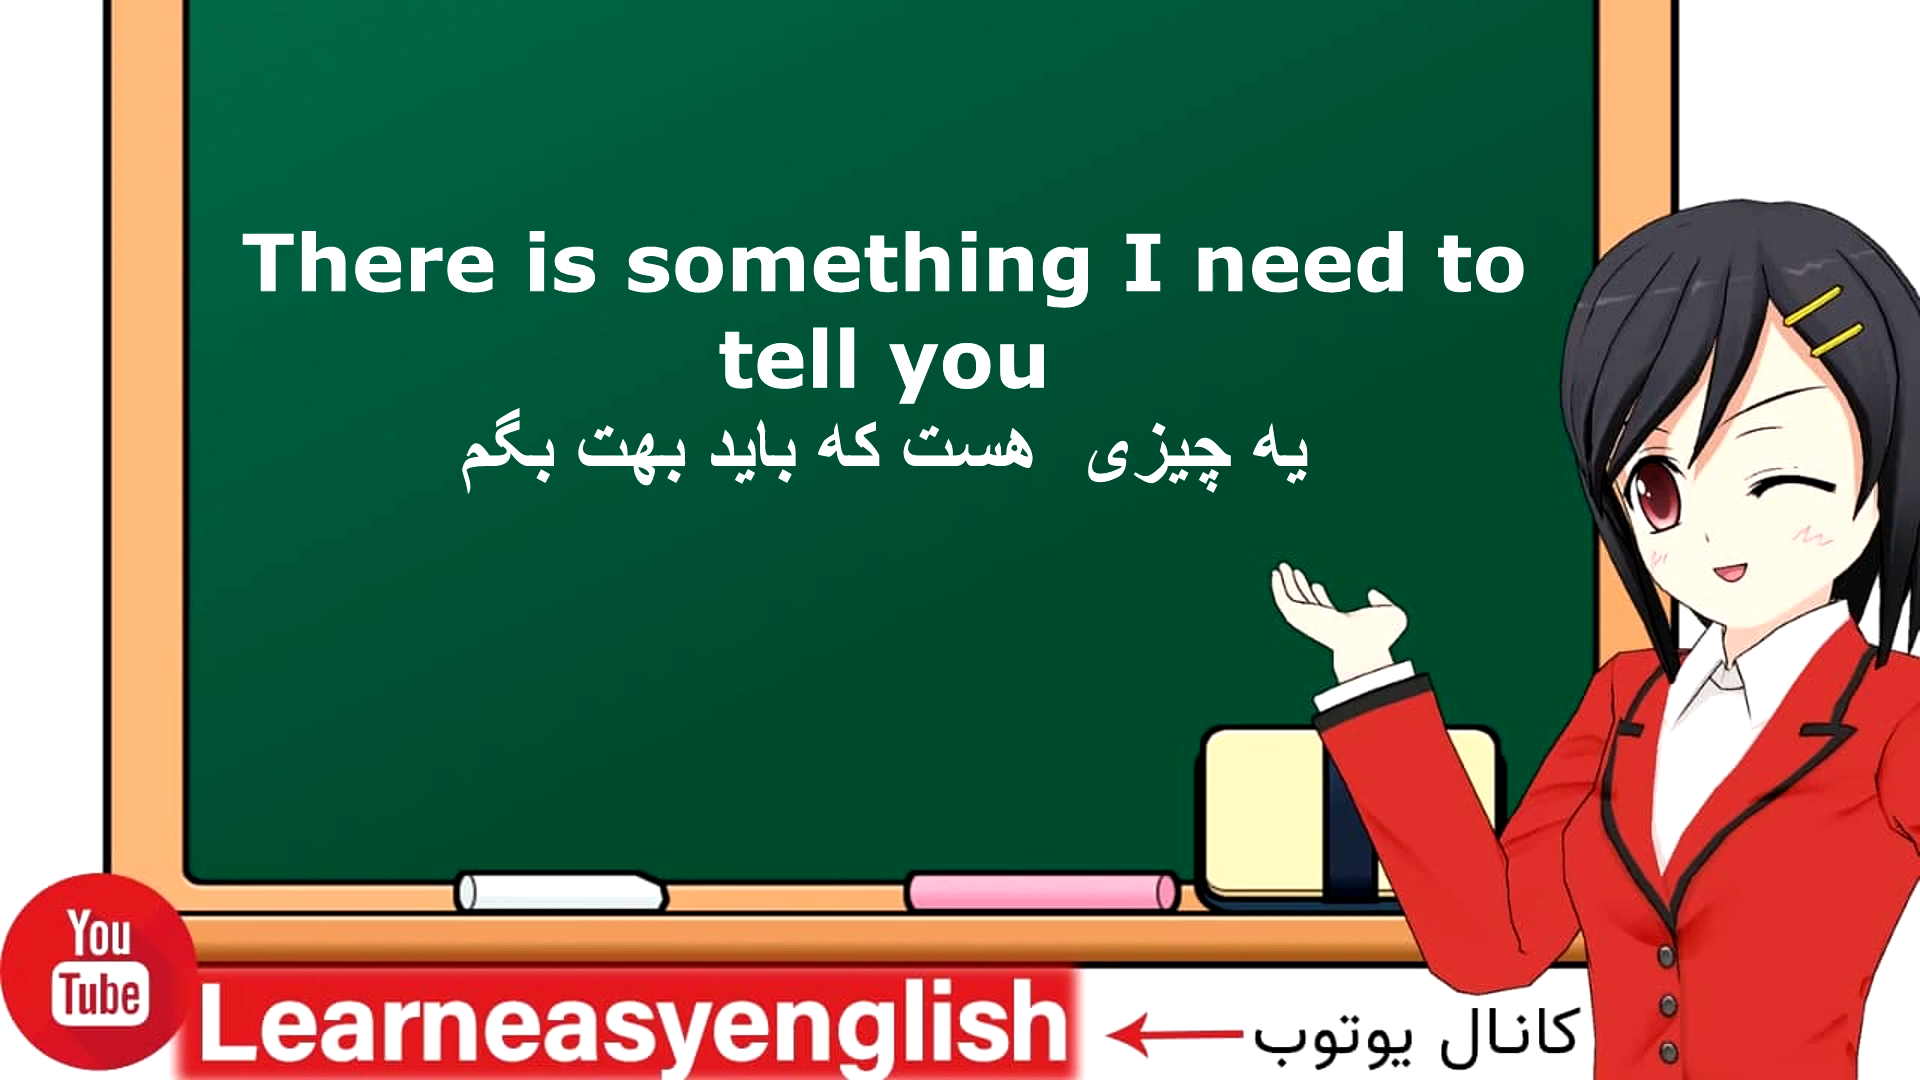 There is something I need to
tell you
یه چیزی هست که باید بهت بگم
You
Tube
Learneasyenglish
کانال یوتوب